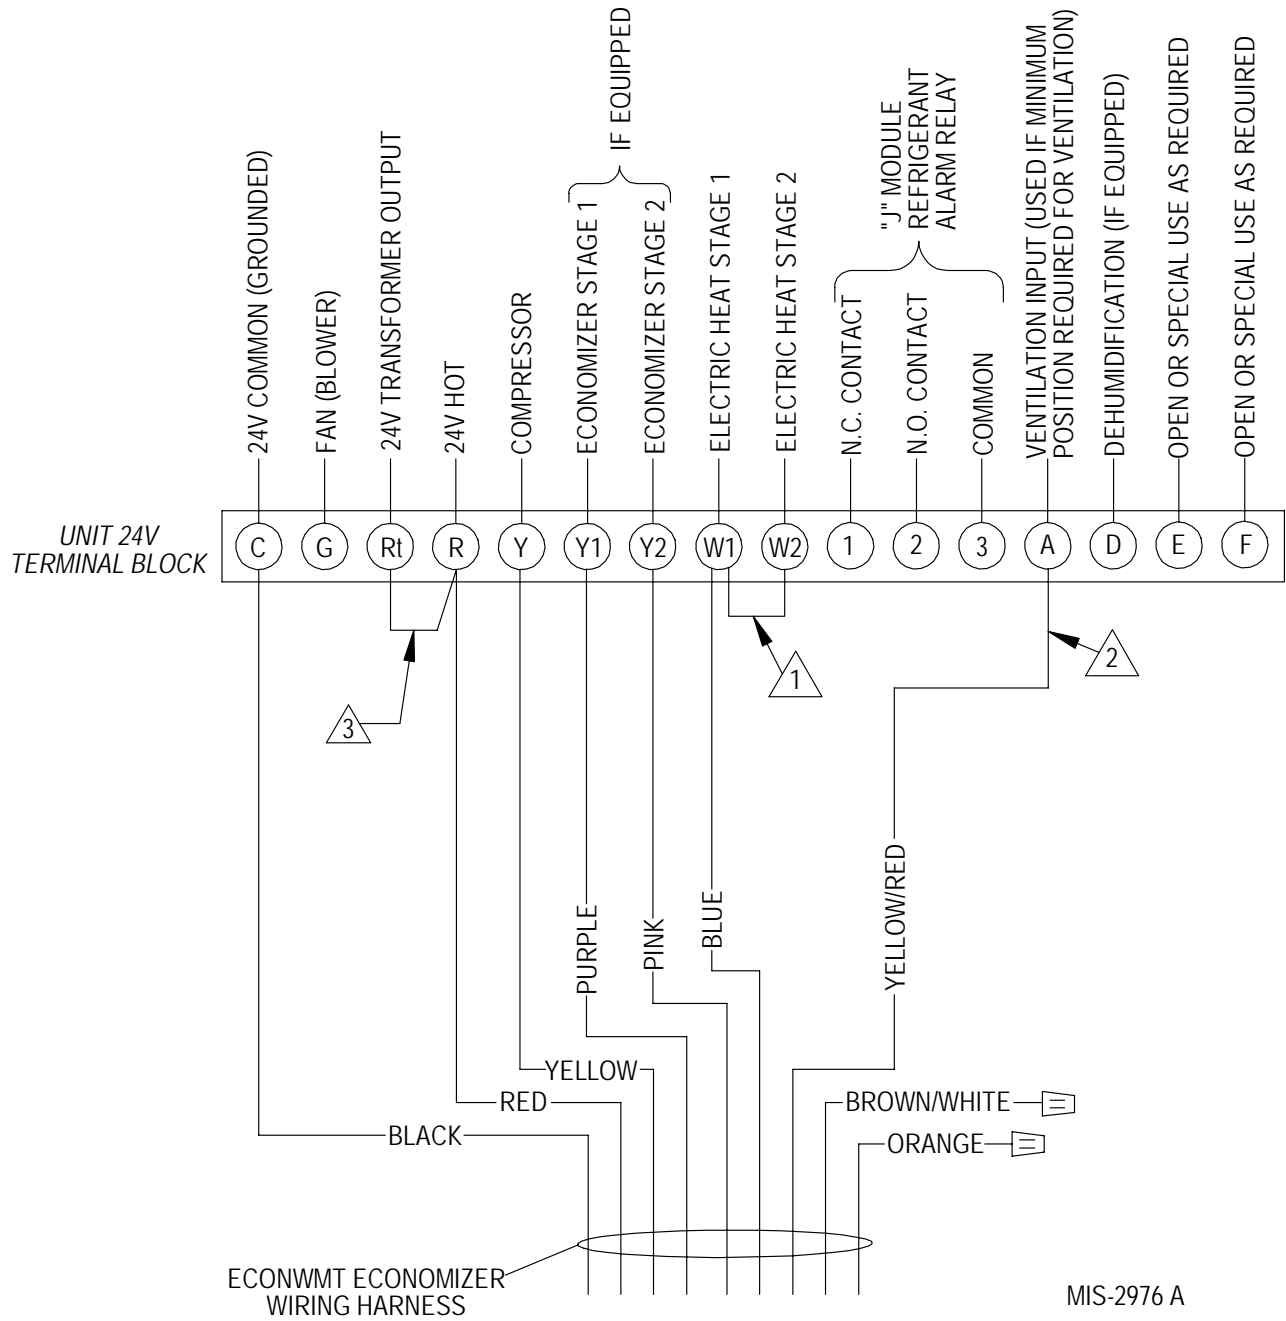 24V COMMON (GROUNDED)
FAN (BLOWER)
24V TRANSFORMER OUTPUT
24V HOT
COMPRESSOR
IF EQUIPPED
ECONOMIZER STAGE 1
ECONOMIZER STAGE 2
ELECTRIC HEAT STAGE 1
ELECTRIC HEAT STAGE 2
"J" MODULE
REFRIGERANT
ALARM RELAY
N.C. CONTACT
N.O. CONTACT
COMMON
VENTILATION INPUT (USED IF MINIMUM
POSITION REQUIRED FOR VENTILATION)
DEHUMIDIFICATION (IF EQUIPPED)
OPEN OR SPECIAL USE AS REQUIRED
OPEN OR SPECIAL USE AS REQUIRED
UNIT 24V
TERMINAL BLOCK
C G Rt R Y Y1 Y2 W1 W2 1 2 3 A D E F
3
1
2
PURPLE
PINK
BLUE
YELLOW/RED
YELLOW
RED
BLACK
BROWN/WHITE
ORANGE
ECONWMT ECONOMIZER
WIRING HARNESS
MIS-2976 A